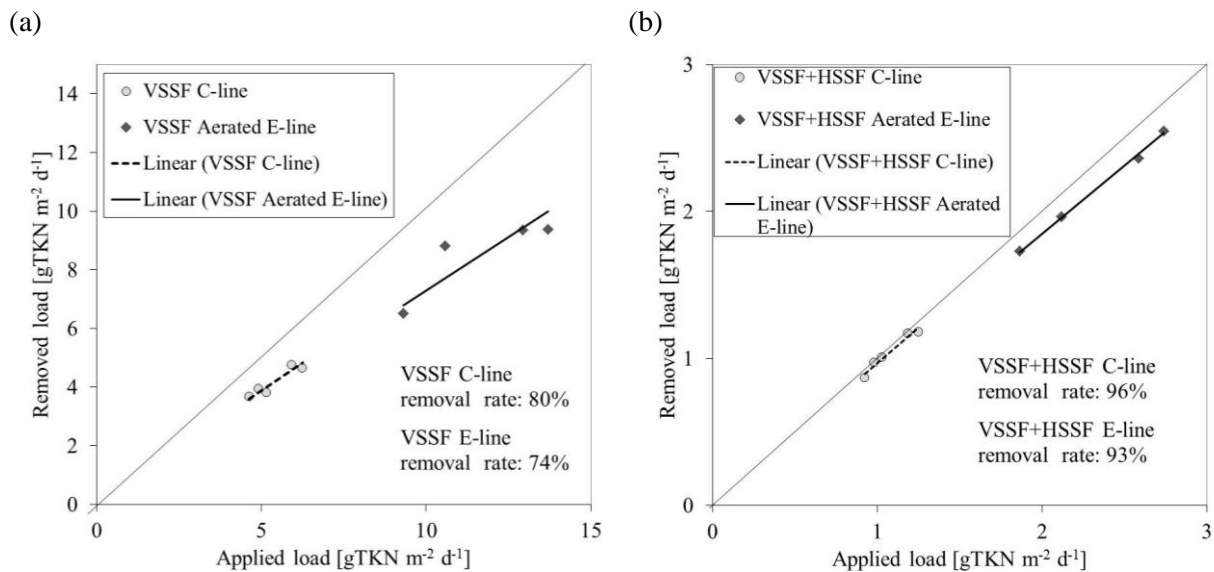 (a)
14
12
10
8
6
4
2
0
0
5
10
15
Removed load [gTKN m-2 d-1]
Applied load [gTKN m-2 d-1]
VSSF C-line
VSSF Aerated E-line
Linear (VSSF C-line)
Linear (VSSF Aerated E-line)
VSSF C-line
removal rate: 80%
VSSF E-line
removal rate: 74%
(b)
3
2
1
0
0
1
2
3
Removed load [gTKN m-2 d-1]
Applied load [gTKN m-2 d-1]
VSSF+HSSF C-line
VSSF+HSSF Aerated E-line
Linear (VSSF+HSSF C-line)
Linear (VSSF+HSSF Aerated
E-line)
VSSF+HSSF C-line
removal rate: 96%
VSSF+HSSF E-line
removal rate: 93%